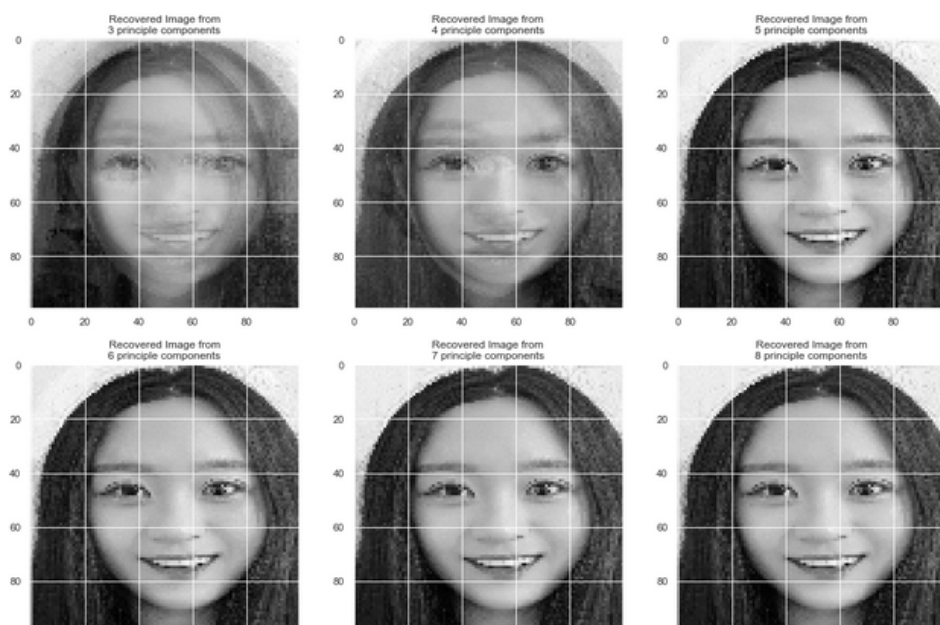 Recovered Image from
3 principle components
Recovered Image from
4 principle components
Recovered Image from
5 principle components
0
20
40
60
80
0 20 40 60 80
0
20
40
60
80
0 20 40 60 80
0
20
40
60
80
0 20 40 60 80
Recovered Image from
6 principle components
Recovered Image from
7 principle components
Recovered Image from
8 principle components
0
20
40
60
80
0
20
40
60
80
0
20
40
60
80